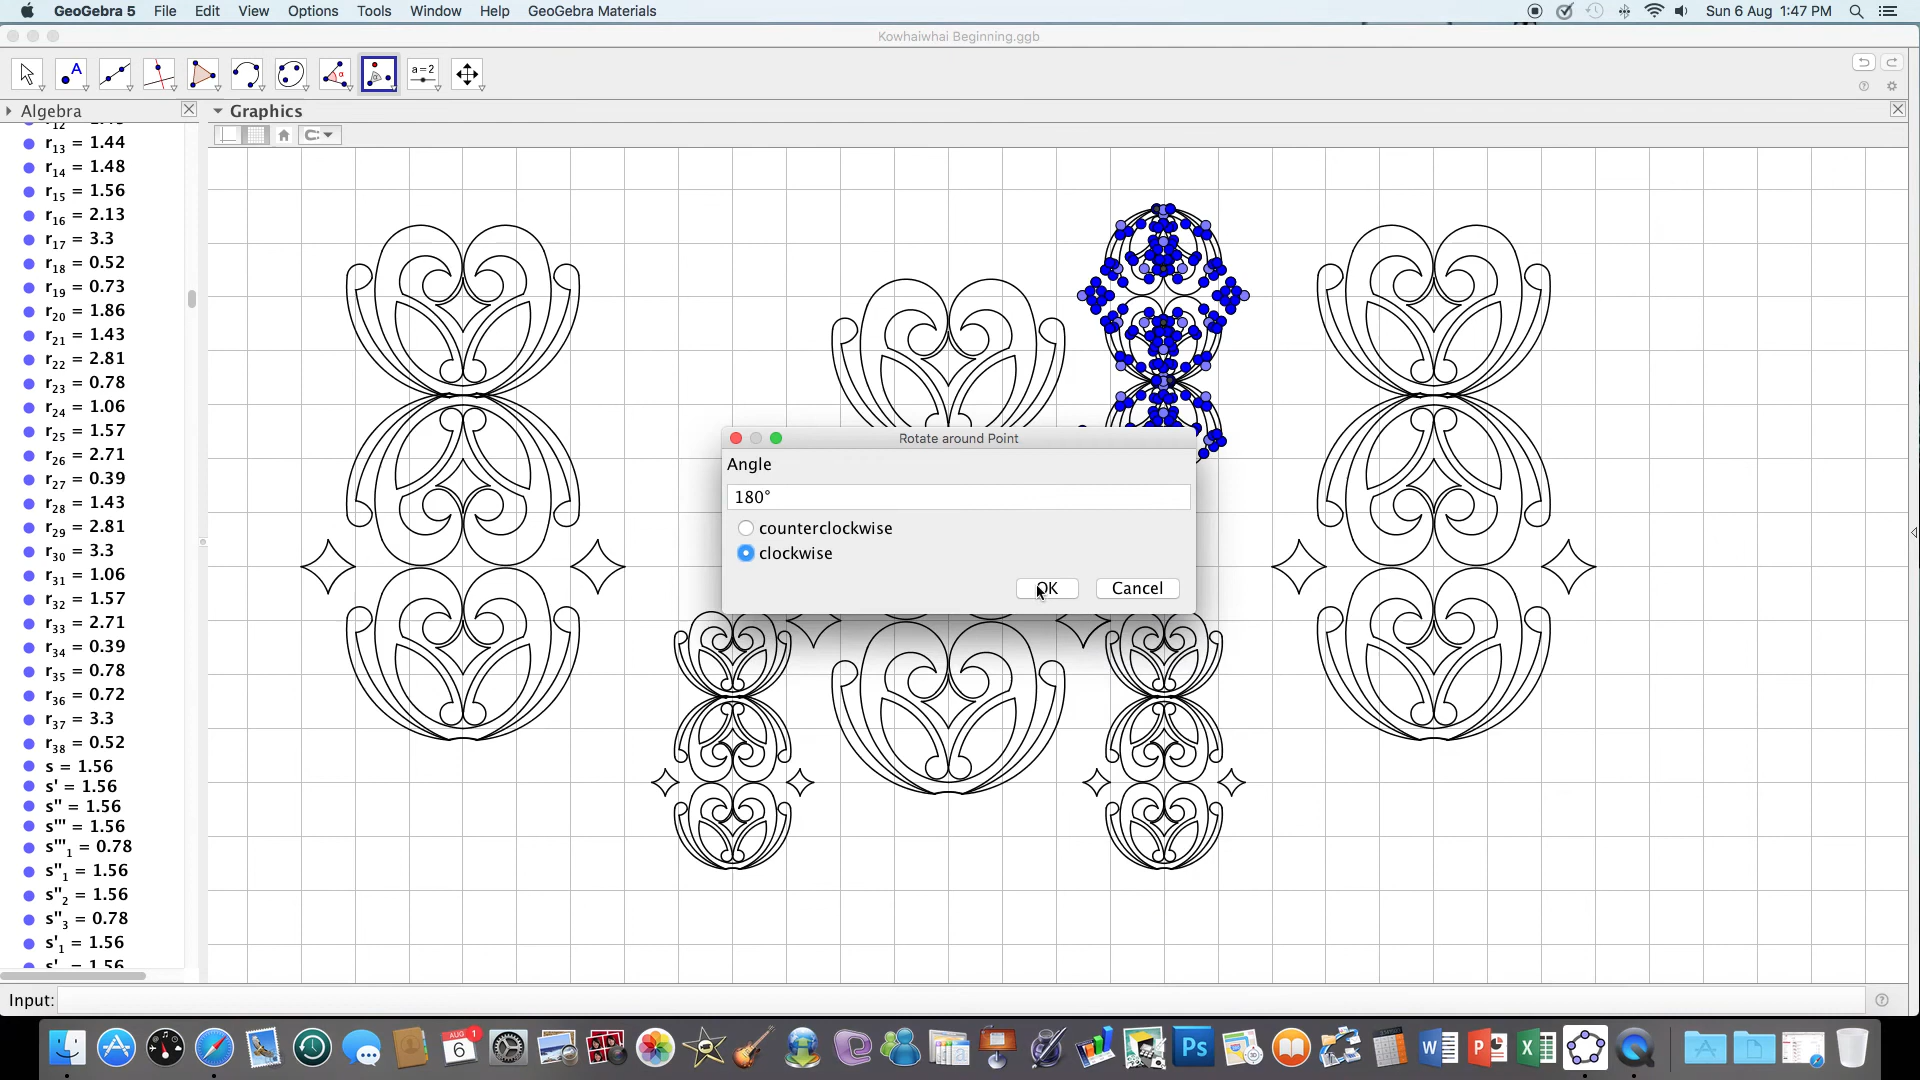 GeoGebra 5 File Edit View Options Tools Window Help GeoGebra Materials Sun 6 Aug 1:47 PM
Kowhaiwhai Beginning.ggb
A α a=2
Algebra
Graphics
r13 = 1.44
r14 = 1.48
r15 = 1.56
r16 = 2.13
r17 = 3.3
r18 = 0.52
r19 = 0.73
r20 = 1.86
r21 = 1.43
r22 = 2.81
r23 = 0.78
r24 = 1.06
r25 = 1.57
r26 = 2.71
r27 = 0.39
r28 = 1.43
r29 = 2.81
r30 = 3.3
r31 = 1.06
r32 = 1.57
r33 = 2.71
r34 = 0.39
r35 = 0.78
r36 = 0.72
r37 = 3.3
r38 = 0.52
s = 1.56
s' = 1.56
s'' = 1.56
s''' = 1.56
s'''1 = 0.78
s''1 = 1.56
s''2 = 1.56
s''3 = 0.78
s'1 = 1.56
Rotate around Point
Angle
180°
counterclockwise
clockwise
OK
Cancel
Input:
AUG
6
Ps
W
P
X